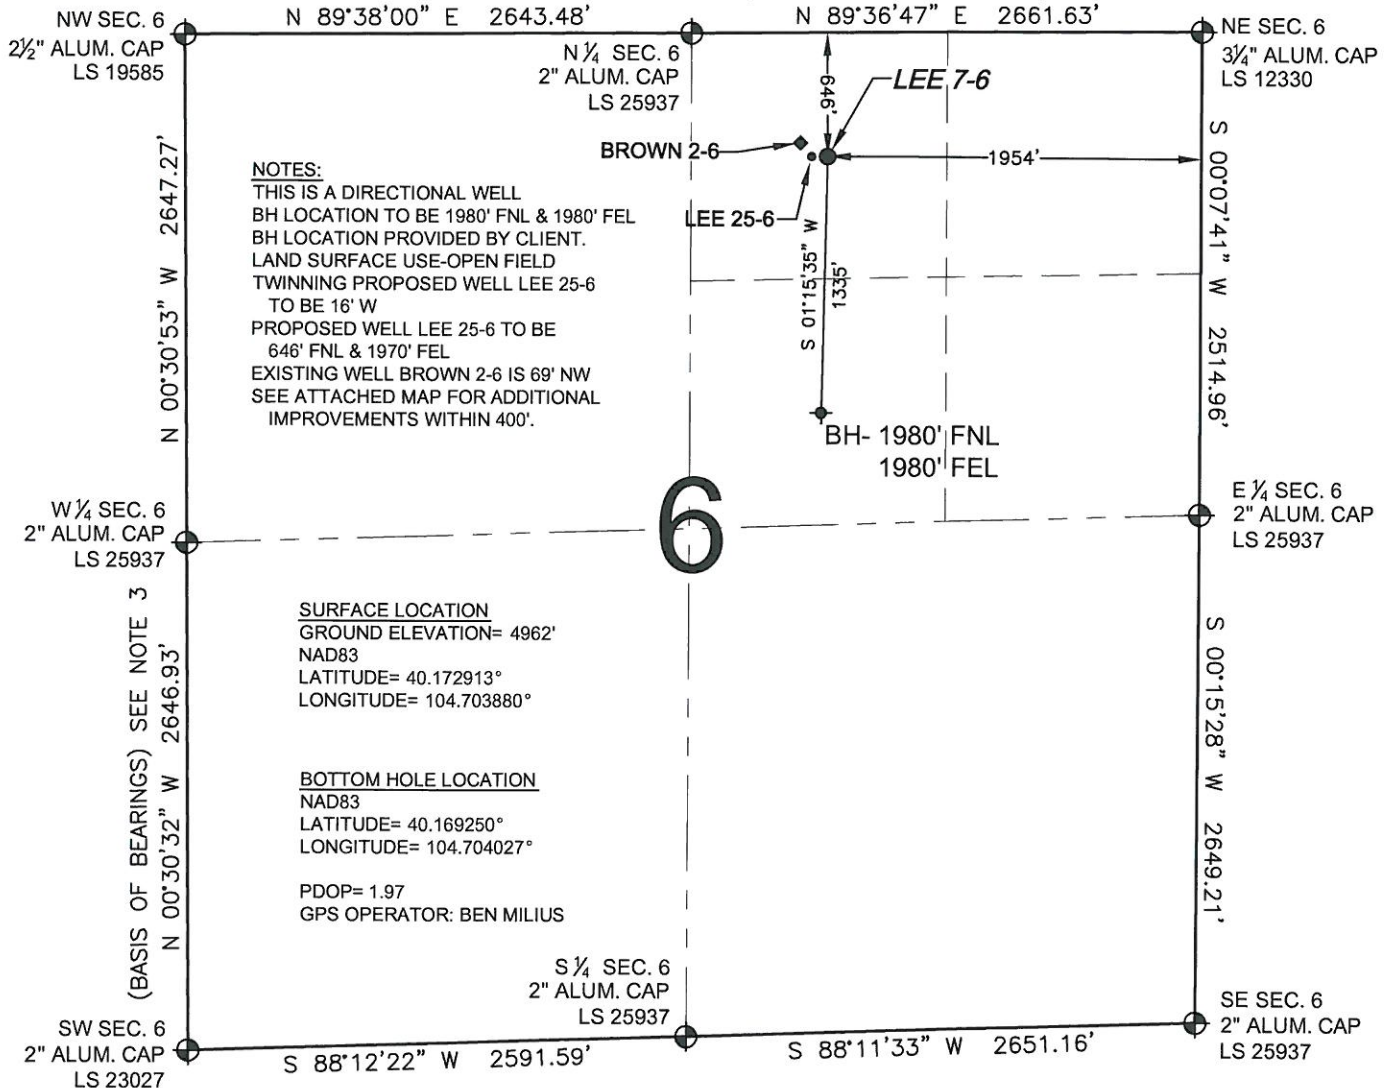 N 89°38'00" E 2643.48'
N 89°36'47" E 2661.63'
NW SEC. 6
2½" ALUM. CAP
LS 19585
N ¼ SEC. 6
2" ALUM. CAP
LS 25937
NE SEC. 6
3¼" ALUM. CAP
LS 12330
646'
LEE 7-6
BROWN 2-6
1954'
LEE 25-6
S 01°15'35" W
1335'
N 00°30'53" W 2647.27'
S 00°07'41" W 2514.96'
NOTES:
THIS IS A DIRECTIONAL WELL
BH LOCATION TO BE 1980' FNL & 1980' FEL
BH LOCATION PROVIDED BY CLIENT.
LAND SURFACE USE-OPEN FIELD
TWINNING PROPOSED WELL LEE 25-6
TO BE 16' W
PROPOSED WELL LEE 25-6 TO BE
646' FNL & 1970' FEL
EXISTING WELL BROWN 2-6 IS 69' NW
SEE ATTACHED MAP FOR ADDITIONAL
IMPROVEMENTS WITHIN 400'.
BH- 1980' FNL
1980' FEL
W ¼ SEC. 6
2" ALUM. CAP
LS 25937
6
E ¼ SEC. 6
2" ALUM. CAP
LS 25937
(BASIS OF BEARINGS) SEE NOTE 3
N 00°30'32" W 2646.93'
SURFACE LOCATION
GROUND ELEVATION= 4962'
NAD83
LATITUDE= 40.172913°
LONGITUDE= 104.703880°
BOTTOM HOLE LOCATION
NAD83
LATITUDE= 40.169250°
LONGITUDE= 104.704027°
PDOP= 1.97
GPS OPERATOR: BEN MILIUS
S 00°15'28" W 2649.21'
S ¼ SEC. 6
2" ALUM. CAP
LS 25937
SW SEC. 6
2" ALUM. CAP
LS 23027
SE SEC. 6
2" ALUM. CAP
LS 25937
S 88°12'22" W 2591.59'
S 88°11'33" W 2651.16'